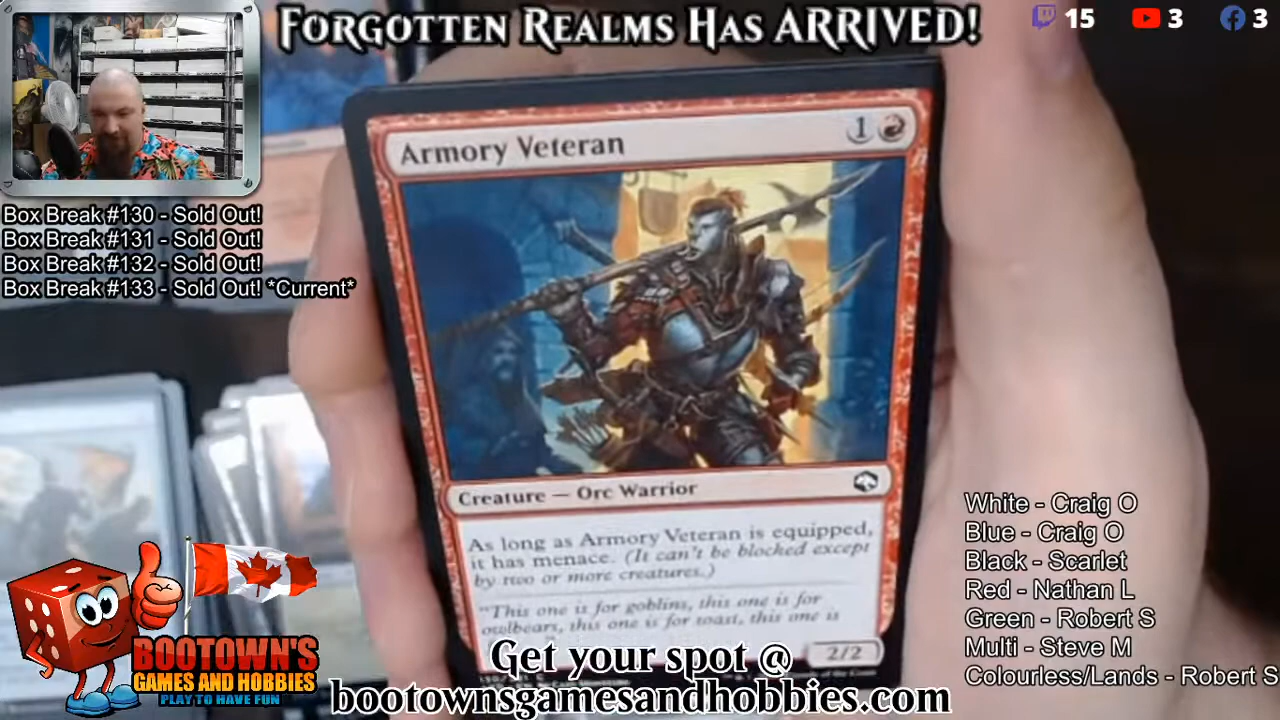 FORGOTTEN REALMS HAS ARRIVED!
15 3 3
Box Break #130 - Sold Out!
Box Break #131 - Sold Out!
Box Break #132 - Sold Out!
Box Break #133 - Sold Out! *Current*
Armory Veteran 1
Creature — Orc Warrior
As long as Armory Veteran is equipped,
it has menace. (It can't be blocked except
by two or more creatures.)
"This one is for goblins, this one is for
owlbears, this one is for toast, this one is
2/2
White - Craig O
Blue - Craig O
Black - Scarlet
Red - Nathan L
Green - Robert S
Multi - Steve M
Colourless/Lands - Robert S
BOOTOWN'S
GAMES AND HOBBIES
PLAY TO HAVE FUN
Get your spot @
bootownsgamesandhobbies.com